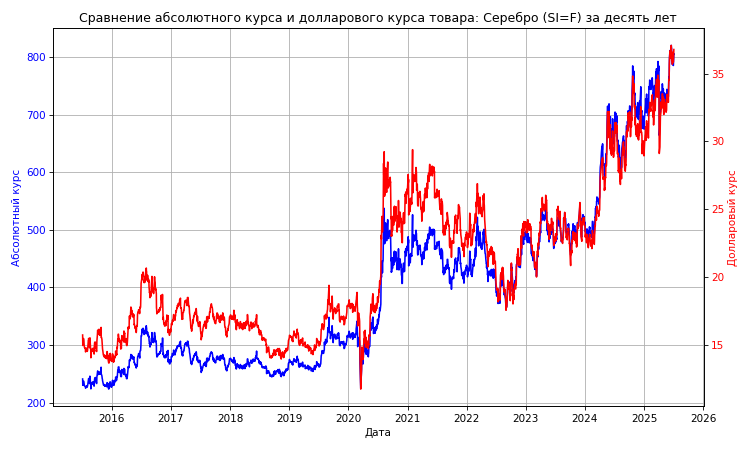 Сравнение абсолютного курса и долларового курса товара: Серебро (SI=F) за десять лет
Абсолютный курс
800
700
600
500
400
300
200
35
30
25
20
15
Долларовый курс
2016 2017 2018 2019 2020 2021 2022 2023 2024 2025 2026
Дата